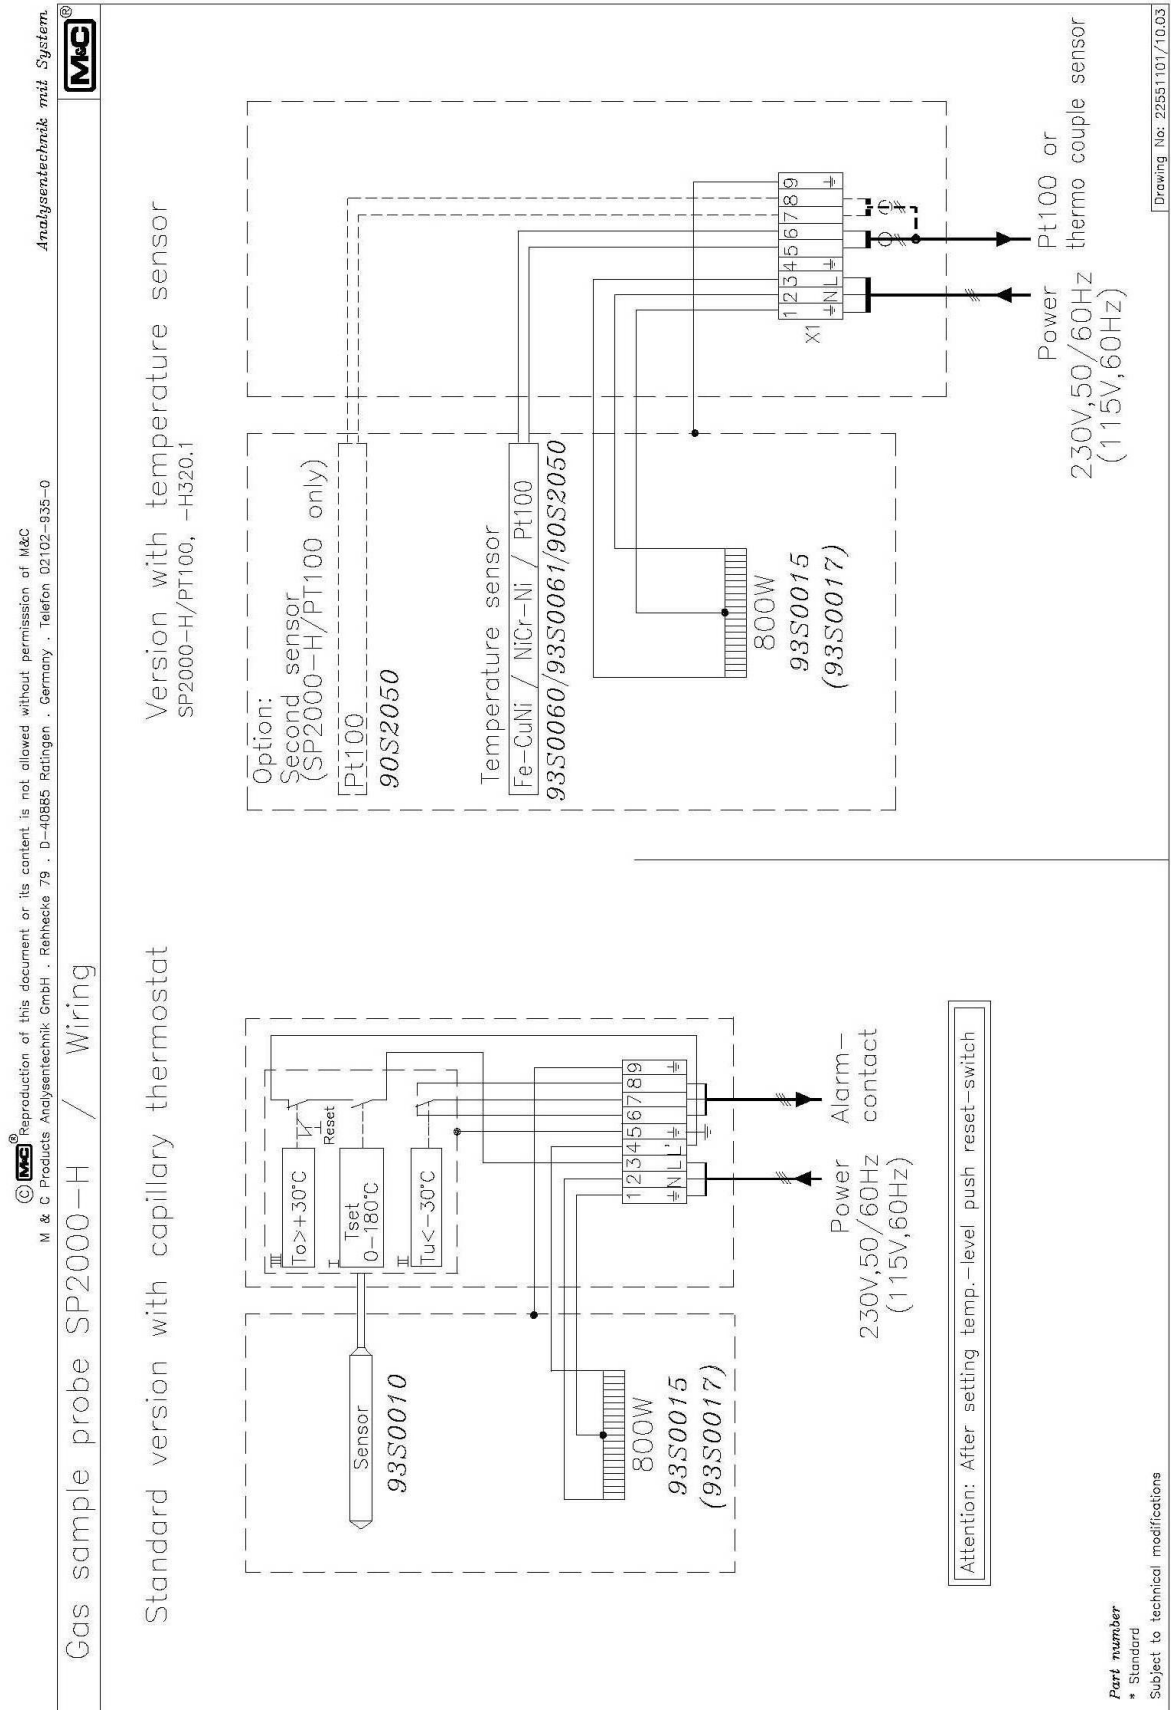 © M&C® Reproduction of this document or its content is not allowed without permisssion of M&C
M & C Products Analysentechnik GmbH . Rehhecke 79 . D-40885 Ratingen . Germany . Telefon 02102-935-0
Analysentechnik mit System
Gas sample probe SP2000-H / Wiring
M&C®
Standard version with capillary thermostat
Sensor
93S0010
III
To>+30°C
I
Tset
0-180°C
II
Tu<-30°C
Reset
800W
93S0015
(93S0017)
1 2 3 4 5 6 7 8 9
N L L'
Power
230V,50/60Hz
(115V,60Hz)
Alarm-
contact
Attention: After setting temp.-level push reset-switch
Version with temperature sensor
SP2000-H/PT100, -H320.1
Option:
Second sensor
(SP2000-H/PT100 only)
Pt100
90S2050
Temperature sensor
Fe-CuNi / NiCr-Ni / Pt100
93S0060/93S0061/90S2050
800W
93S0015
(93S0017)
X1
1 2 3 4 5 6 7 8 9
N L
Power
230V,50/60Hz
(115V,60Hz)
Pt100 or
thermo couple sensor
Part number
* Standard
Subject to technical modifications
Drawing No: 22551101/10.03